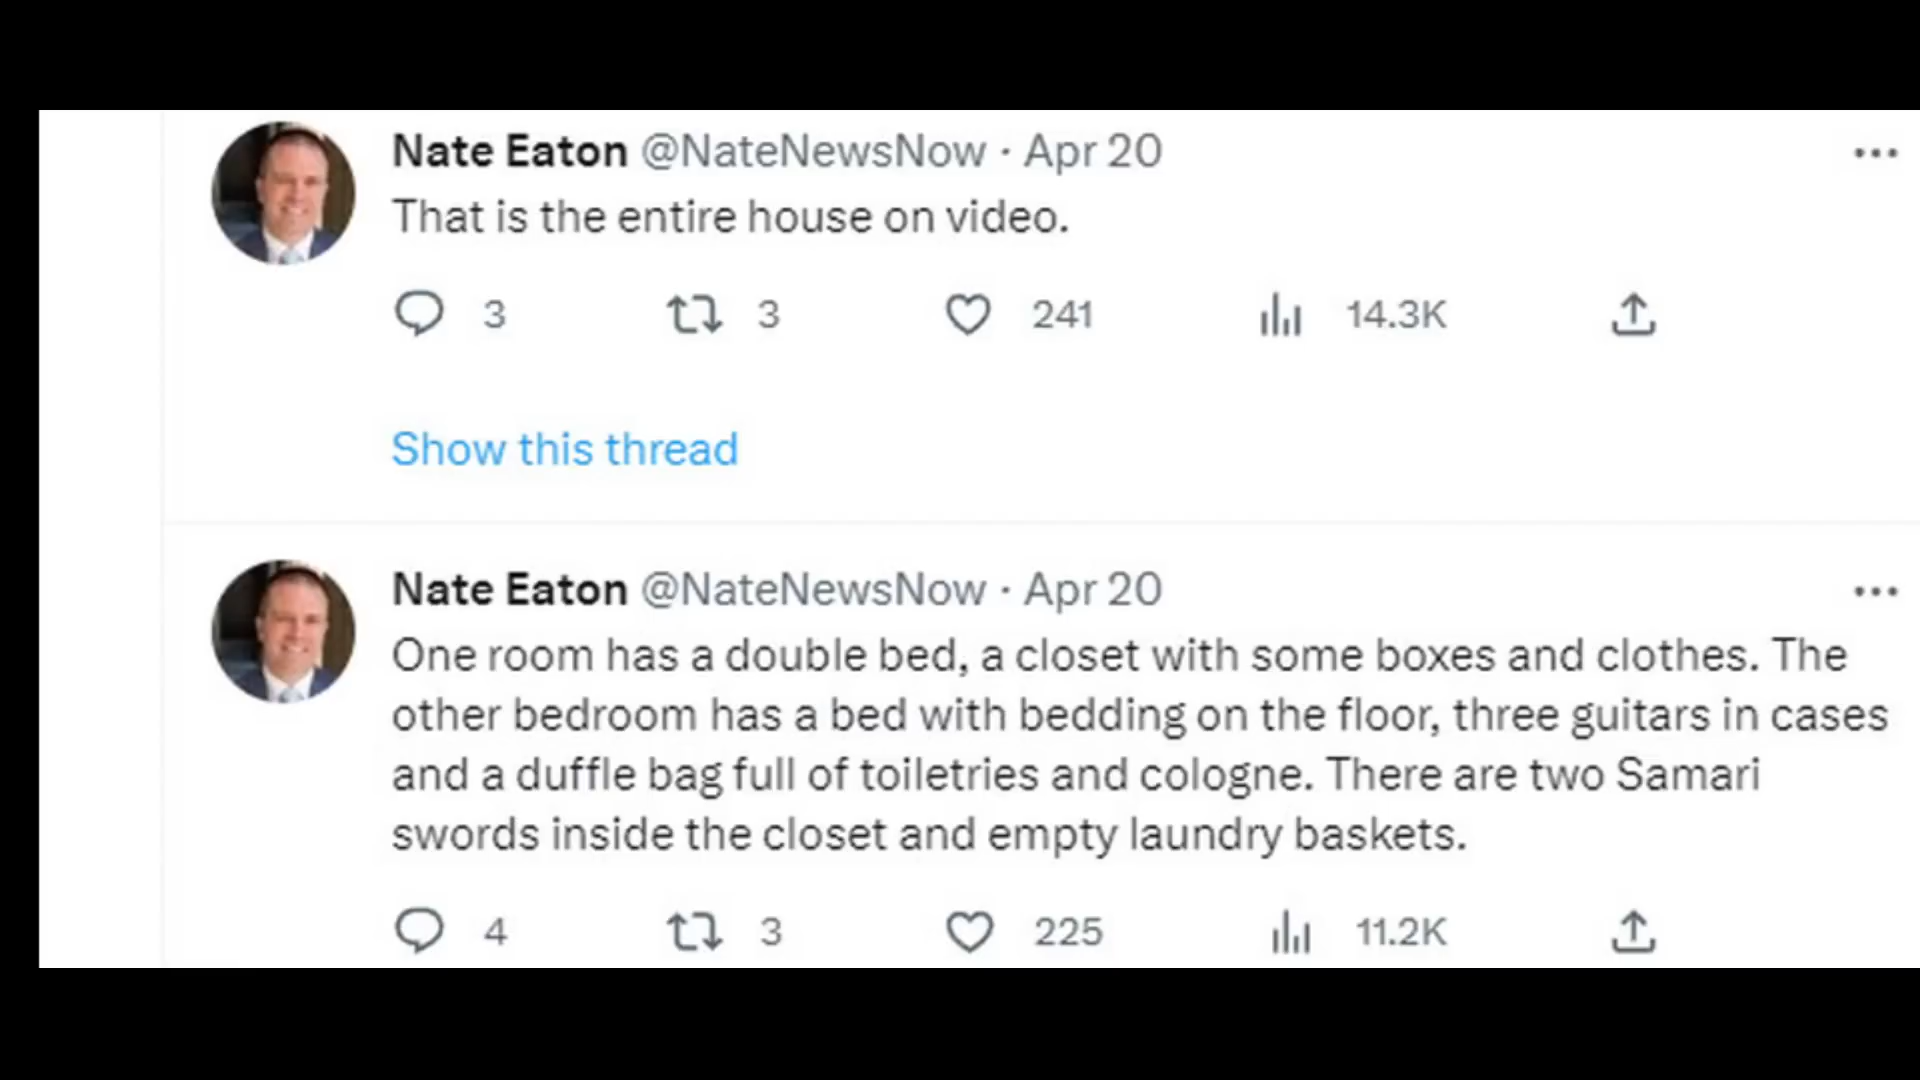 Nate Eaton @NateNewsNow · Apr 20
That is the entire house on video.
3 3 241 14.3K
Show this thread
Nate Eaton @NateNewsNow · Apr 20
One room has a double bed, a closet with some boxes and clothes. The
other bedroom has a bed with bedding on the floor, three guitars in cases
and a duffle bag full of toiletries and cologne. There are two Samari
swords inside the closet and empty laundry baskets.
4 3 225 11.2K